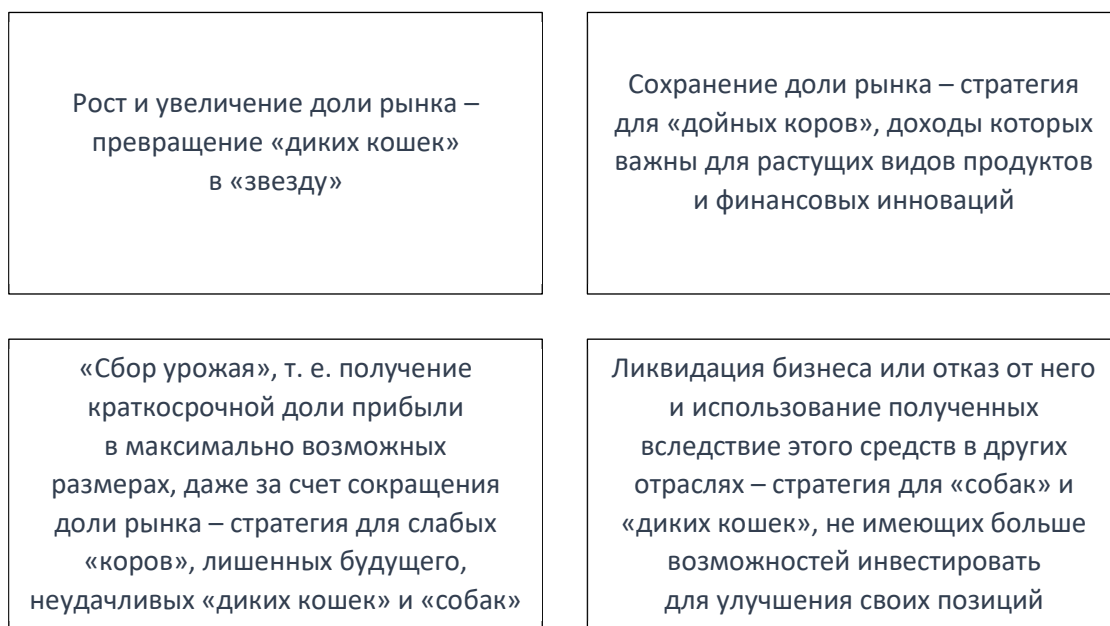 Рост и увеличение доли рынка –
превращение «диких кошек»
в «звезду»
Сохранение доли рынка – стратегия
для «дойных коров», доходы которых
важны для растущих видов продуктов
и финансовых инноваций
«Сбор урожая», т. е. получение
краткосрочной доли прибыли
в максимально возможных
размерах, даже за счет сокращения
доли рынка – стратегия для слабых
«коров», лишенных будущего,
неудачливых «диких кошек» и «собак»
Ликвидация бизнеса или отказ от него
и использование полученных
вследствие этого средств в других
отраслях – стратегия для «собак» и
«диких кошек», не имеющих больше
возможностей инвестировать
для улучшения своих позиций